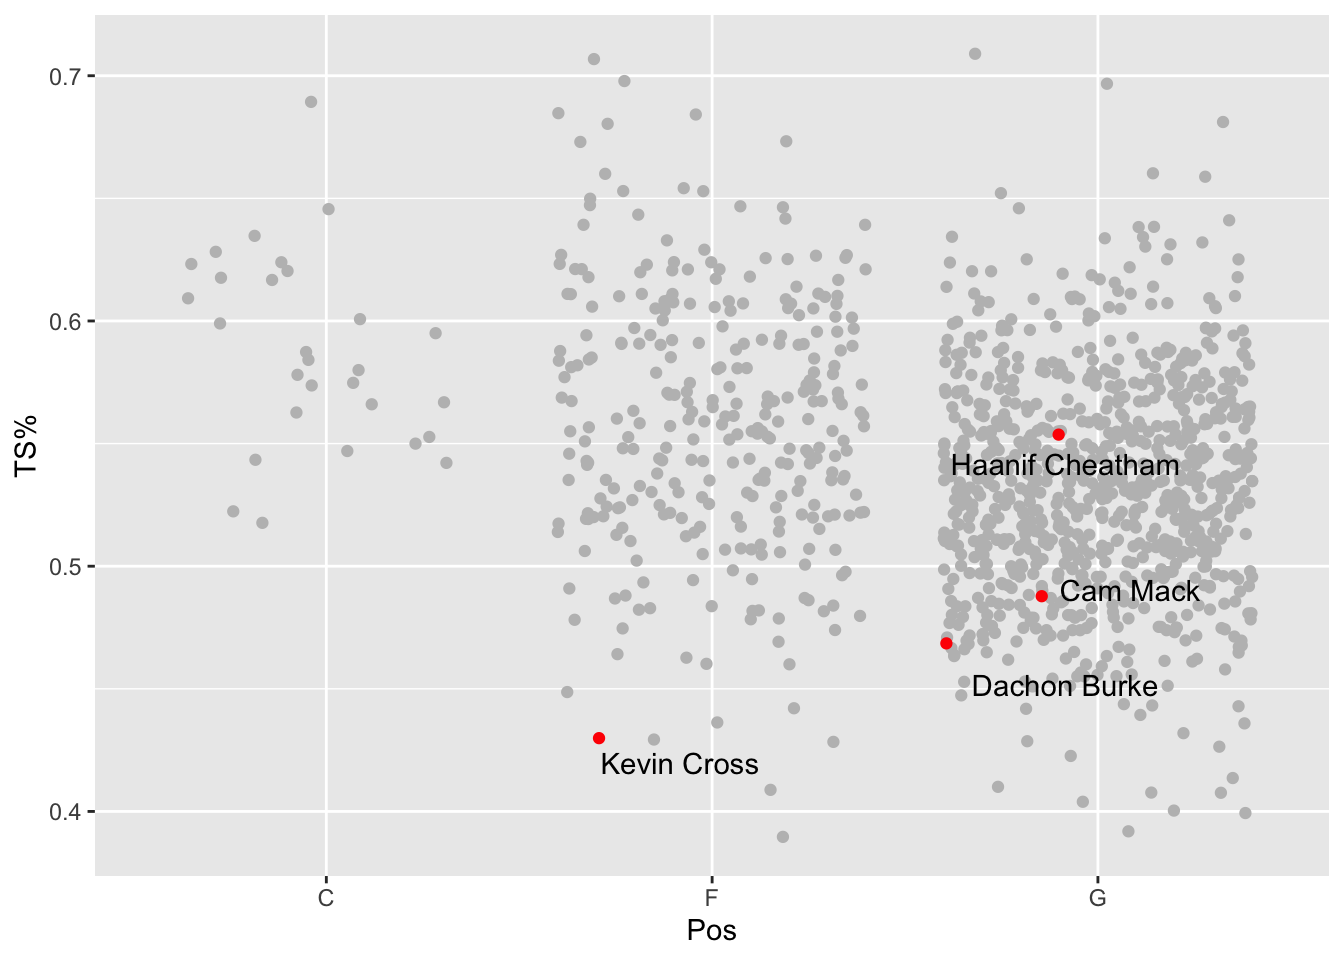 0.7
0.6
0.5
0.4
TS%
Haanif Cheatham
Cam Mack
Dachon Burke
Kevin Cross
C
F
G
Pos